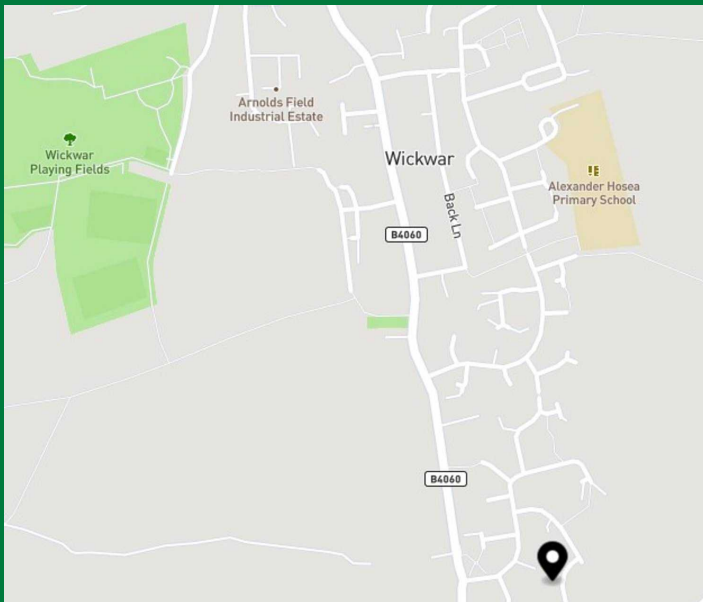 Arnolds Field
Industrial Estate
Wickwar
Playing Fields
Wickwar
Alexander Hosea
Primary School
Back Ln
B4060
B4060